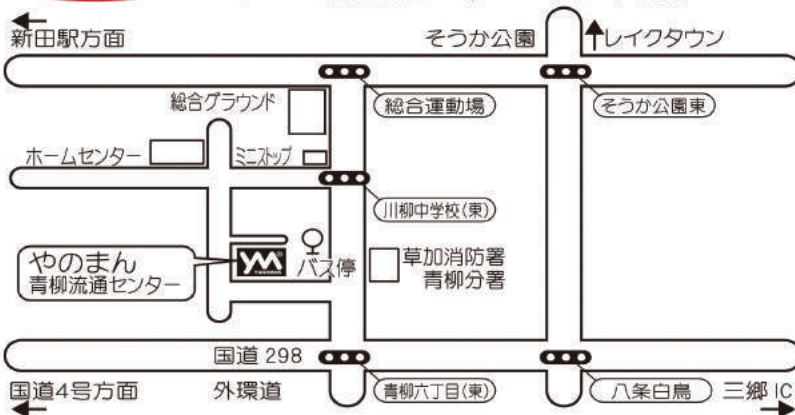 新田駅方面
そうか公園
レイクタウン
総合グラウンド
総合運動場
そうか公園東
ホームセンター
ミニストップ
川柳中学校(東)
やのまん
青柳流通センター
YM
バス停
草加消防署
青柳分署
国道298
国道4号方面
外環道
青柳六丁目(東)
八条白鳥
三郷IC